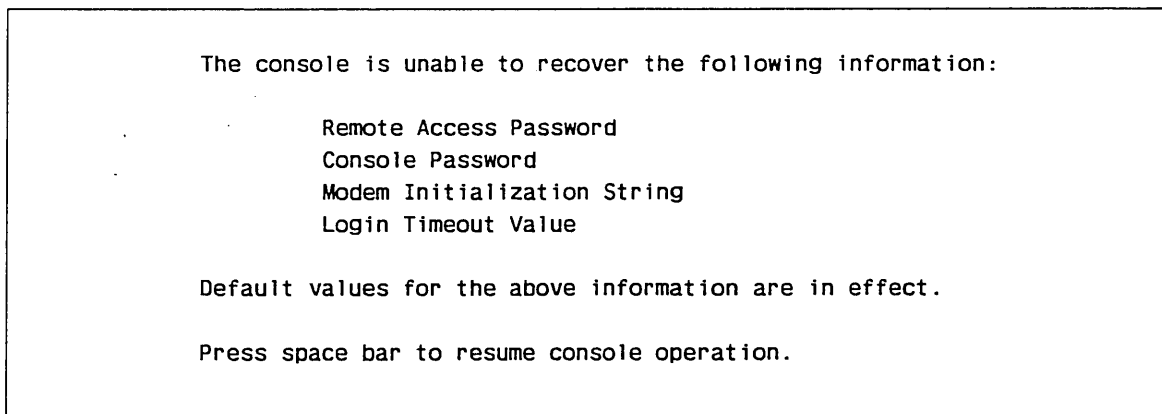 The console is unable to recover the following information:
Remote Access Password
Console Password
Modem Initialization String
Login Timeout Value
Default values for the above information are in effect.
Press space bar to resume console operation.